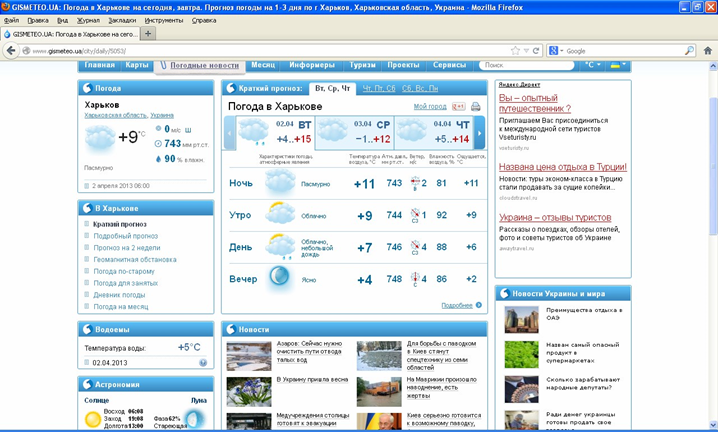 GISMETEO.UA: Погода в Харькове на сегодня, завтра. Прогноз погоды на 1-3 дня по г Харьков, Харьковская область, Украина - Mozilla Firefox
Файл Правка Вид Журнал Закладки Инструменты Справка
GISMETEO.UA: Погода в Харькове на сего...
www.gismeteo.ua/city/daily/5053/
Google
Главная Карты Погодные новости Месяц Информеры Туризм Проекты Сервисы Поиск °C
Погода
Харьков
Харьковская область, Украина
+9°C
0 м/с Ш
743 мм рт.ст.
90 % влажн.
Пасмурно
2 апреля 2013 06:00
В Харькове
Краткий прогноз
Подробный прогноз
Прогноз на 2 недели
Геомагнитная обстановка
Погода по-старому
Погода для занятых
Дневник погоды
Погода на месяц
Водоемы
Температура воды: +5°C
02.04.2013
Астрономия
Солнце Луна
Восход 06:08
Заход 19:08
Долгота 13:00
Фаза 62%
Стареющая
Краткий прогноз: Вт, Ср, Чт Чт, Пт, Сб Сб, Вс, Пн
Погода в Харькове
Мой город +1
02.04 ВТ
+4..+15
03.04 СР
-1..+12
04.04 ЧТ
+5..+14
Характеристики погоды, атмосферные явления
Температура воздуха, °C
Атм. давл., мм рт.ст.
Ветер, м/с
Влажность воздуха, %
Ощущается, °C
Ночь Пасмурно +11 743 В 2 81 +11
Утро Облачно +9 744 СЗ 1 92 +9
День Облачно, небольшой дождь +7 746 СЗ 4 88 +6
Вечер Ясно +4 748 С 4 86 +2
Подробнее
Новости
Азаров: Сейчас нужно
очистить пути отвода
талых вод
В Украину пришла весна
Медучреждения столицы
готовят к эвакуации
Для борьбы с паводком
в Киев стянут
спецтехнику из семи
областей
На Маврикии произошло
наводнение, есть
жертвы
Киев серьезно готовится
к возможному паводку,
Яндекс.Директ
Вы – опытный
путешественник ?
Приглашаем Вас присоединиться
к международной сети туристов
Vseturisty.ru
vseturisty.ru
Названа цена отдыха в Турции!
Новости: туры эконом-класса в Турцию
стали продавать за сущие копейки...
cloudstravel.ru
Украина – отзывы туристов
Рассказы о поездках, обзоры отелей,
фото и советы туристов об Украине
awaytravel.ru
Новости Украины и мира
Преимущества отдыха в
ОАЭ
Назван самый опасный
продукт в
супермаркетах
Сколько зарабатывают
народные депутаты?
Ради денег украинцы
готовы продать свое